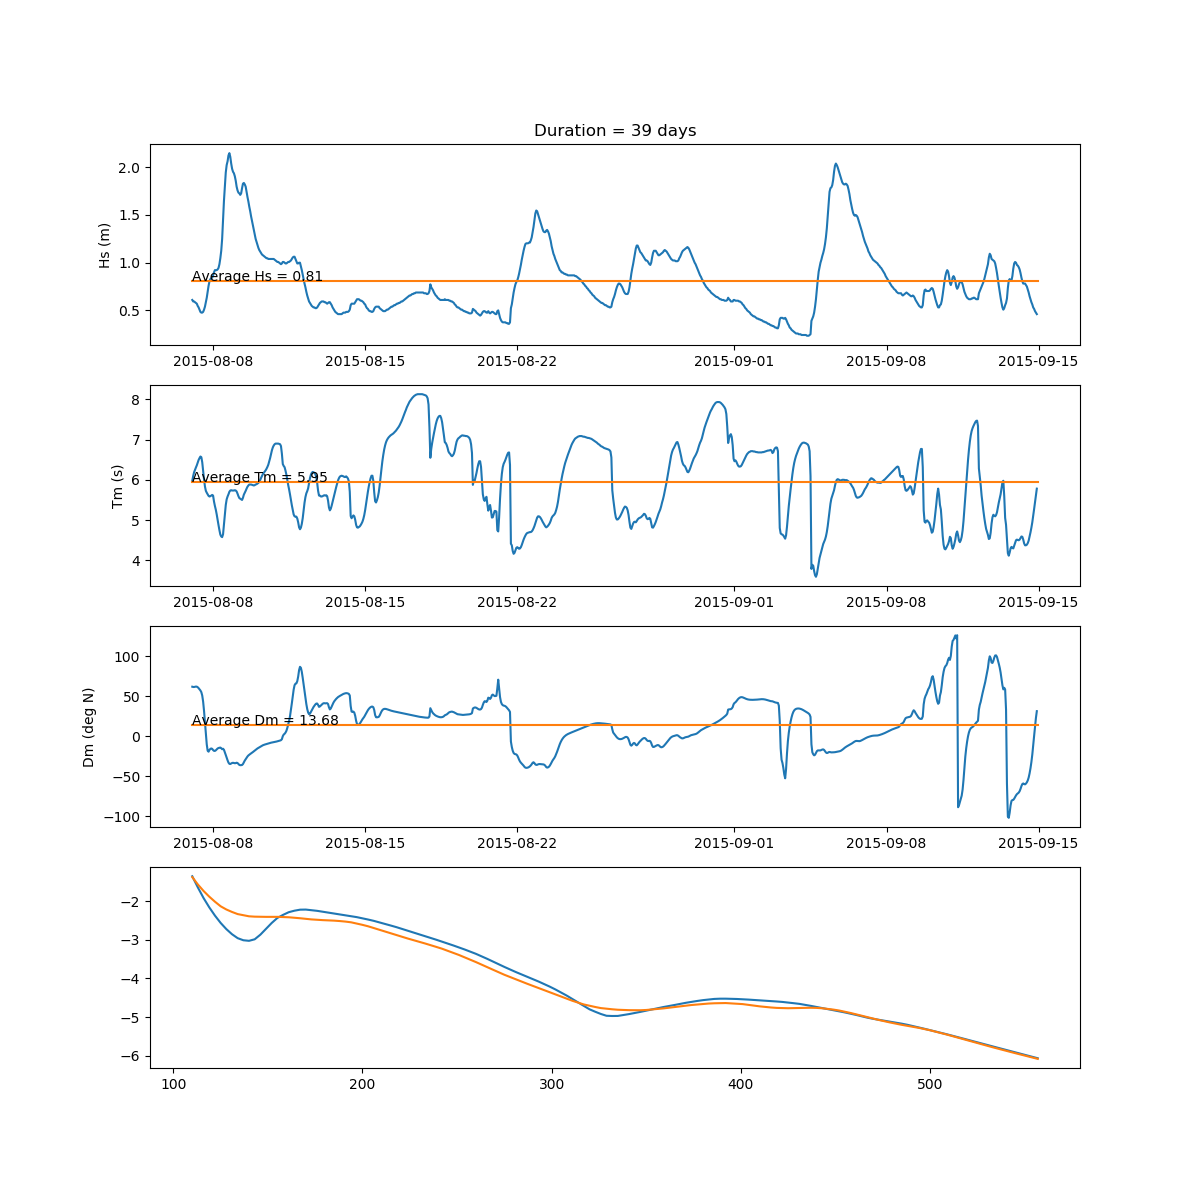 Duration = 39 days
Hs (m)
2.0
1.5
1.0
0.5
Average Hs = 0.81
2015-08-08 2015-08-15 2015-08-22 2015-09-01 2015-09-08 2015-09-15
Tm (s)
8
7
6
5
4
Average Tm = 5.95
2015-08-08 2015-08-15 2015-08-22 2015-09-01 2015-09-08 2015-09-15
Dm (deg N)
100
50
0
−50
−100
Average Dm = 13.68
2015-08-08 2015-08-15 2015-08-22 2015-09-01 2015-09-08 2015-09-15
−2
−3
−4
−5
−6
100 200 300 400 500